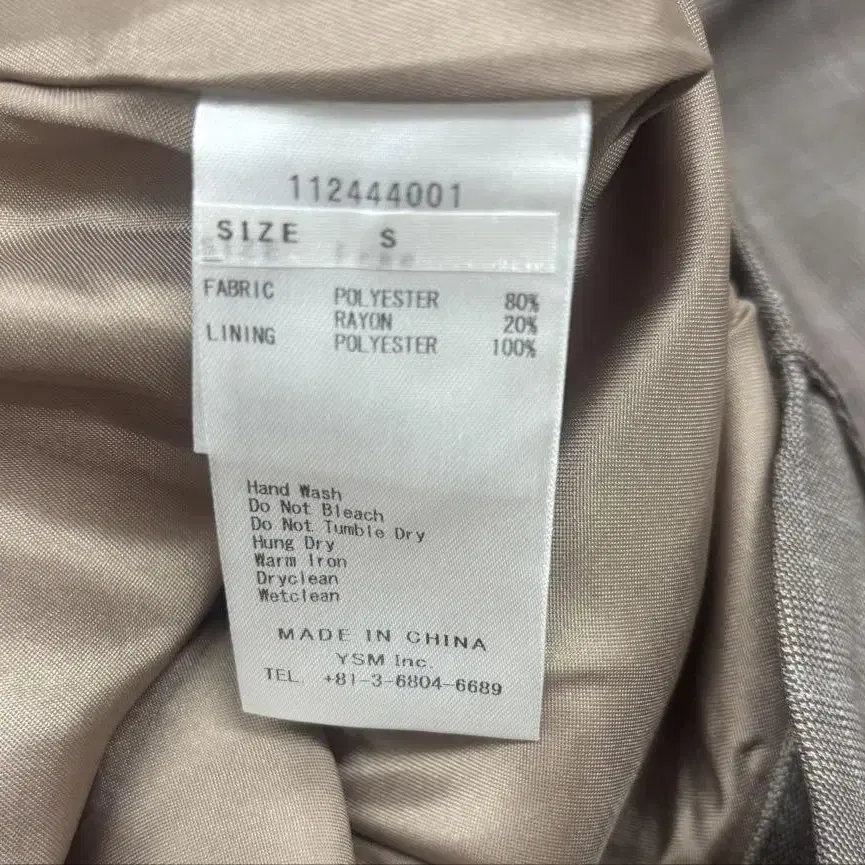 112444001
SIZE S
FABRIC POLYESTER 80%
RAYON 20%
LINING POLYESTER 100%
Hand Wash
Do Not Bleach
Do Not Tumble Dry
Hung Dry
Warm Iron
Dryclean
Wetclean
MADE IN CHINA
YSM Inc.
TEL +81-3-6804-6689